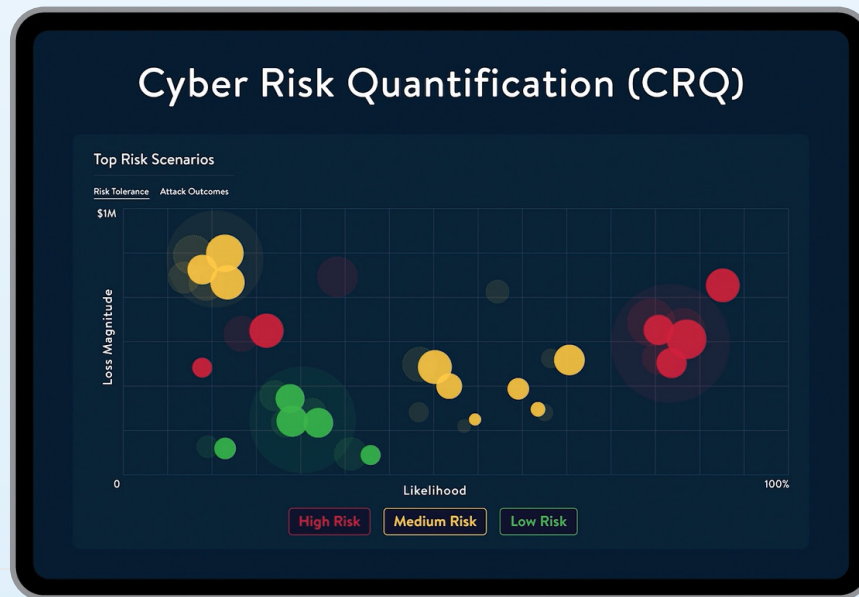 Cyber Risk Quantification (CRQ)
Top Risk Scenarios
Risk Tolerance Attack Outcomes
$1M
Loss Magnitude
0
Likelihood
100%
High Risk Medium Risk Low Risk